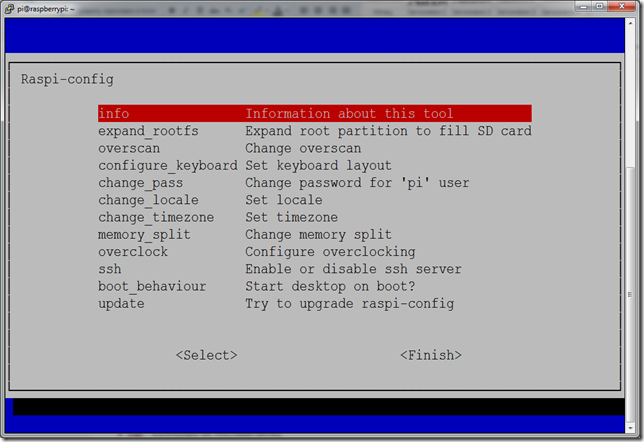 pi@raspberrypi: ~
Raspi-config
info Information about this tool
expand_rootfs Expand root partition to fill SD card
overscan Change overscan
configure_keyboard Set keyboard layout
change_pass Change password for 'pi' user
change_locale Set locale
change_timezone Set timezone
memory_split Change memory split
overclock Configure overclocking
ssh Enable or disable ssh server
boot_behaviour Start desktop on boot?
update Try to upgrade raspi-config
<Select> <Finish>